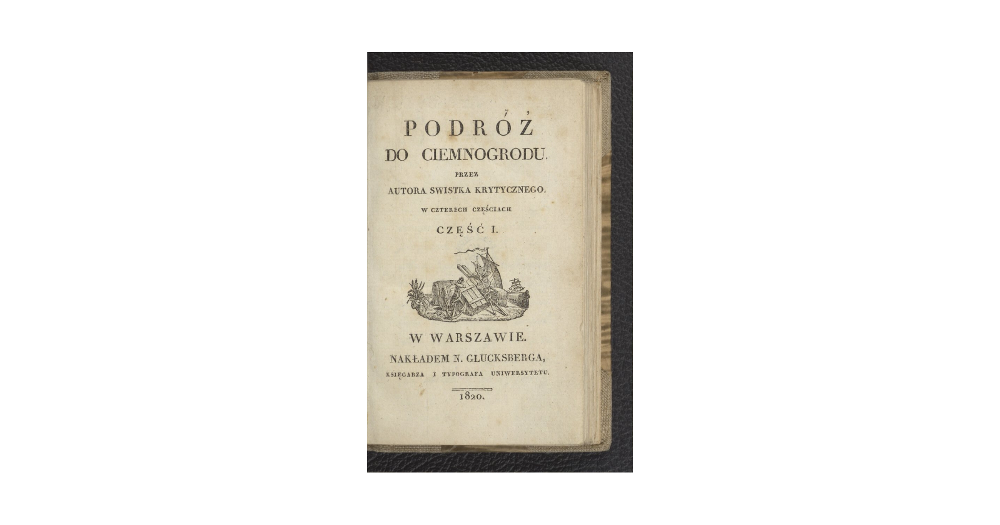 PODRÓŻ
DO CIEMNOGRODU.
PRZEZ
AUTORA SWISTKA KRYTYCZNEGO.
W CZTERECH CZĘŚCIACH
CZĘŚĆ I.
W WARSZAWIE.
NAKŁADEM N. GLUCKSBERGA,
KSIĘGARZA I TYPOGRAFA UNIWERSYTETU.
1820.